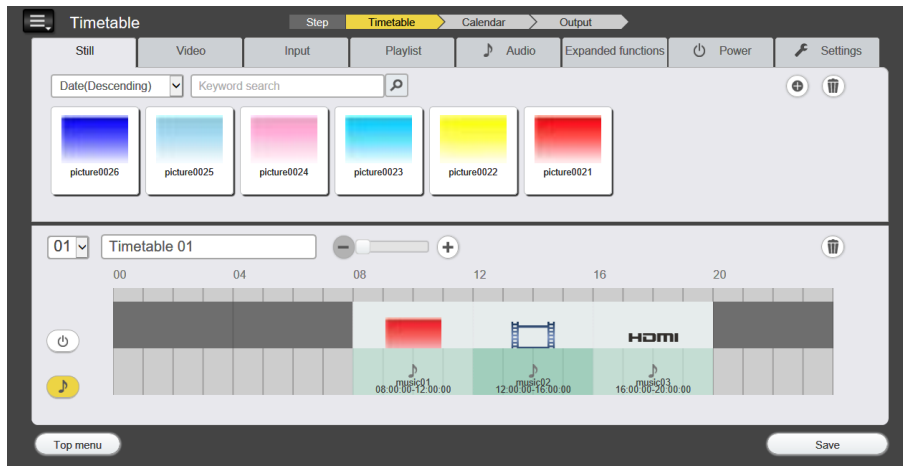 Timetable
Step Timetable Calendar Output
Still Video Input Playlist Audio Expanded functions Power Settings
Date(Descending) Keyword search
picture0026 picture0025 picture0024 picture0023 picture0022 picture0021
01 Timetable 01
00 04 08 12 16 20
HDMI
music01 music02 music03
08:00:00-12:00:00 12:00:00-16:00:00 16:00:00-20:00:00
Top menu Save